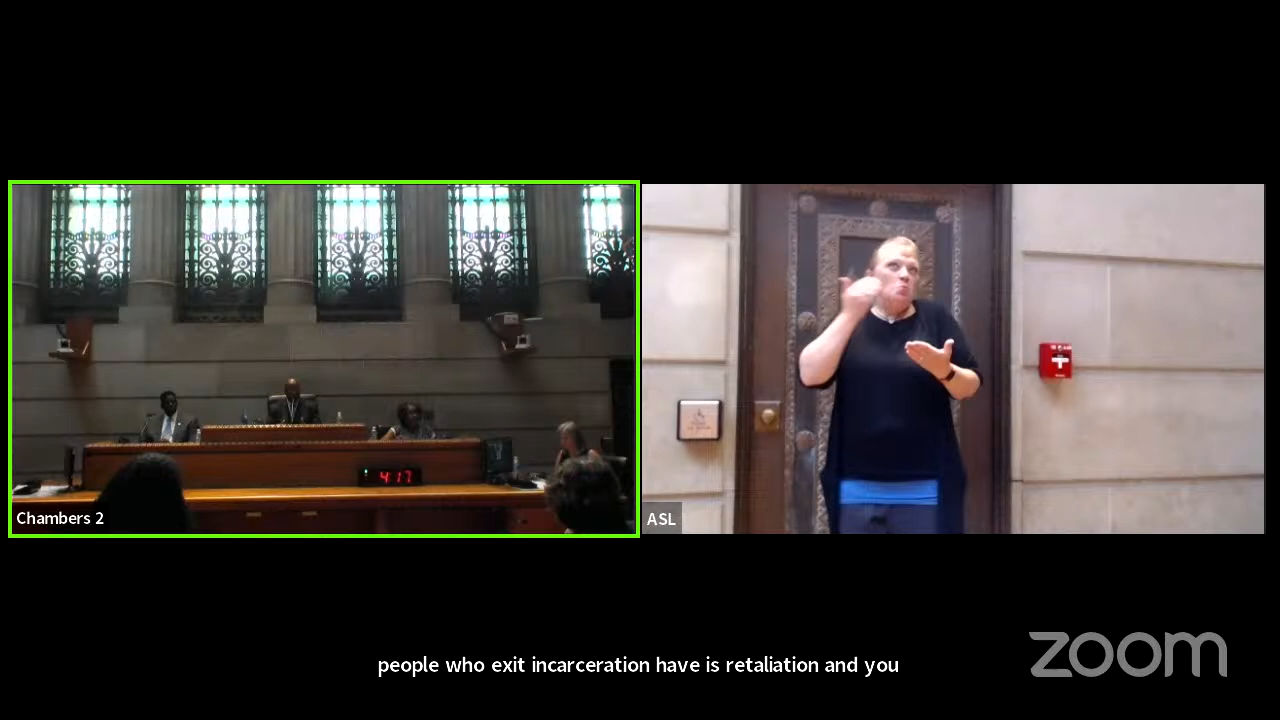 4:17
Chambers 2
ASL
people who exit incarceration have is retaliation and you
zoom